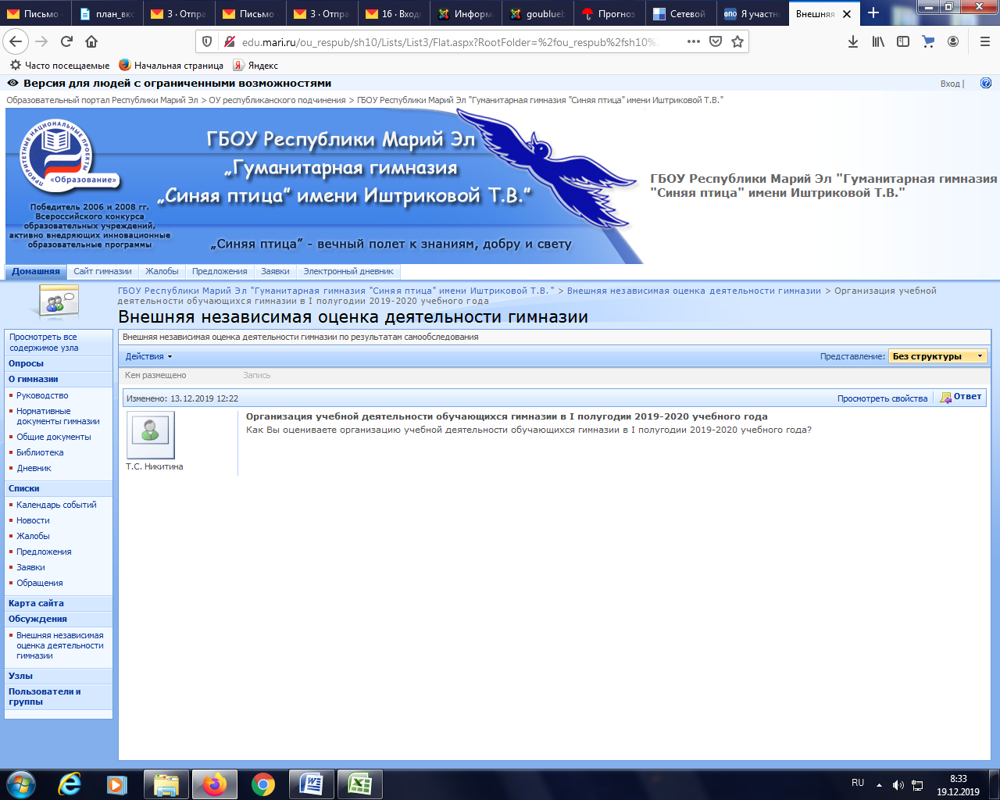 Письмо
план_вкс
3 · Отпра
Письмо
3 · Отпра
3 · Отпра
16 · Вход
Информ
goublueb
Прогноз
Сетевой
ФПО Я участн
Внешняя
edu.mari.ru/ou_respub/sh10/Lists/List3/Flat.aspx?RootFolder=%2fou_respub%2fsh10%2
Часто посещаемые
Начальная страница
Яндекс
Версия для людей с ограниченными возможностями
Вход |
Образовательный портал Республики Марий Эл > ОУ республиканского подчинения > ГБОУ Республики Марий Эл "Гуманитарная гимназия "Синяя птица" имени Иштриковой Т.В."
ПРИОРИТЕТНЫЕ НАЦИОНАЛЬНЫЕ ПРОЕКТЫ
«Образование»
Победитель 2006 и 2008 гг.
Всероссийского конкурса
образовательных учреждений,
активно внедряющих инновационные
образовательные программы
ГБОУ Республики Марий Эл
„Гуманитарная гимназия
„Синяя птица” имени Иштриковой Т.В.”
„Синяя птица” - вечный полет к знаниям, добру и свету
ГБОУ Республики Марий Эл "Гуманитарная гимназия
"Синяя птица" имени Иштриковой Т.В."
Домашняя
Сайт гимназии
Жалобы
Предложения
Заявки
Электронный дневник
ГБОУ Республики Марий Эл "Гуманитарная гимназия "Синяя птица" имени Иштриковой Т.В." > Внешняя независимая оценка деятельности гимназии > Организация учебной
деятельности обучающихся гимназии в I полугодии 2019-2020 учебного года
Внешняя независимая оценка деятельности гимназии
Просмотреть все
содержимое узла
Опросы
О гимназии
Руководство
Нормативные
документы гимназии
Общие документы
Библиотека
Дневник
Списки
Календарь событий
Новости
Жалобы
Предложения
Заявки
Обращения
Карта сайта
Обсуждения
Внешняя независимая
оценка деятельности
гимназии
Узлы
Пользователи и
группы
Внешняя независимая оценка деятельности гимназии по результатам самообследования
Действия
Представление:
Без структуры
Кем размещено
Запись
Изменено: 13.12.2019 12:22
Просмотреть свойства
Ответ
Т.С. Никитина
Организация учебной деятельности обучающихся гимназии в I полугодии 2019-2020 учебного года
Как Вы оцениваете организацию учебной деятельности обучающихся гимназии в I полугодии 2019-2020 учебного года?
RU
8:33
19.12.2019